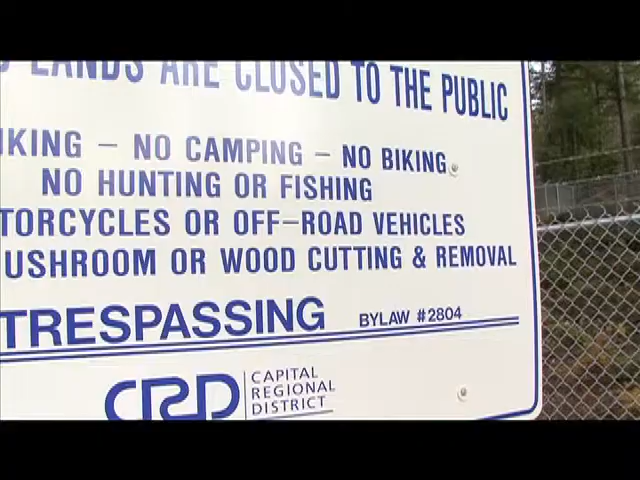 LANDS ARE CLOSED TO THE PUBLIC
IKING – NO CAMPING – NO BIKING
NO HUNTING OR FISHING
TORCYCLES OR OFF-ROAD VEHICLES
USHROOM OR WOOD CUTTING & REMOVAL
TRESPASSING BYLAW #2804
CRD CAPITAL
REGIONAL
DISTRICT